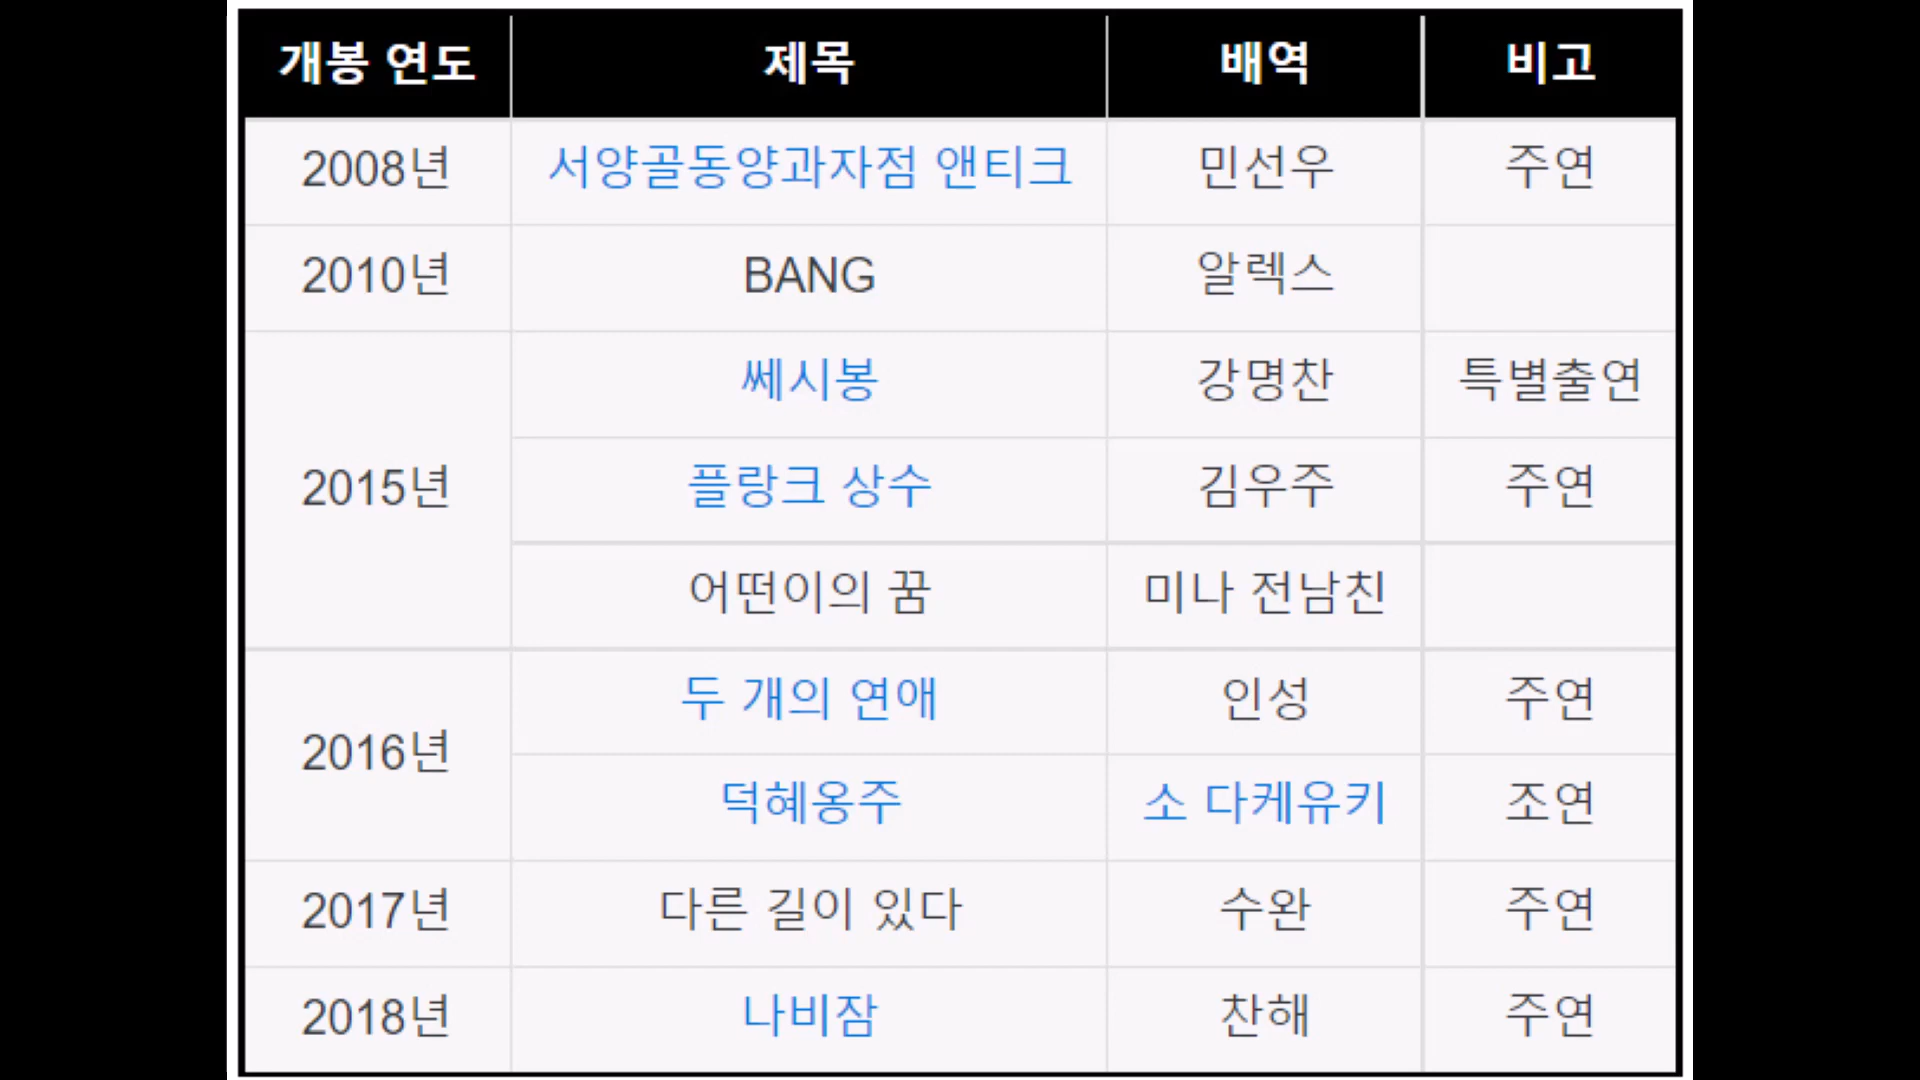 개봉 연도 제목 배역 비고
2008년 서양골동양과자점 앤티크 민선우 주연
2010년 BANG 알렉스
2015년 쎄시봉 강명찬 특별출연
플랑크 상수 김우주 주연
어떤이의 꿈 미나 전남친
2016년 두 개의 연애 인성 주연
덕혜옹주 소 다케유키 조연
2017년 다른 길이 있다 수완 주연
2018년 나비잠 찬해 주연